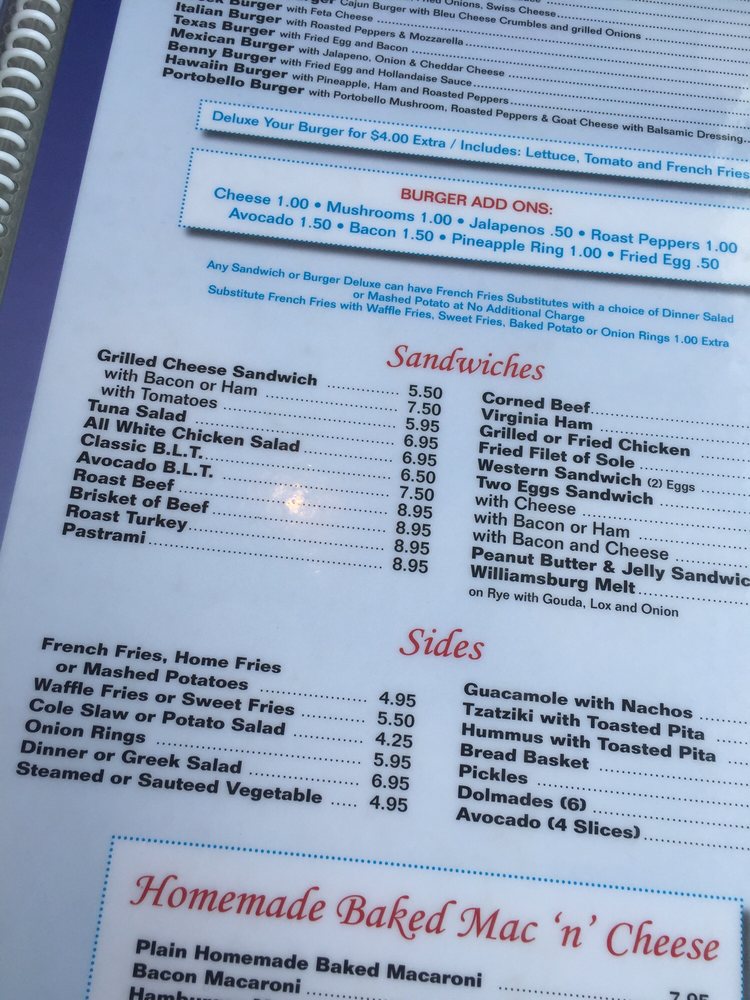 Cajun Burger with Bleu Cheese Crumbles and grilled Onions
Burger with Feta Cheese
Italian Burger with Roasted Peppers & Mozzarella
Texas Burger with Fried Egg and Bacon
Mexican Burger with Jalapeno, Onion & Cheddar Cheese
Benny Burger with Fried Egg and Hollandaise Sauce
Hawaiin Burger with Pineapple, Ham and Roasted Peppers
Portobello Burger with Portobello Mushroom, Roasted Peppers & Goat Cheese with Balsamic Dressing
Deluxe Your Burger for $4.00 Extra / Includes: Lettuce, Tomato and French Fries
BURGER ADD ONS:
Cheese 1.00 • Mushrooms 1.00 • Jalapenos .50 • Roast Peppers 1.00
Avocado 1.50 • Bacon 1.50 • Pineapple Ring 1.00 • Fried Egg .50
Any Sandwich or Burger Deluxe can have French Fries Substitutes with a choice of Dinner Salad
or Mashed Potato at No Additional Charge
Substitute French Fries with Waffle Fries, Sweet Fries, Baked Potato or Onion Rings 1.00 Extra
Sandwiches
Grilled Cheese Sandwich 5.50
with Bacon or Ham 7.50
with Tomatoes 5.95
Tuna Salad 6.95
All White Chicken Salad 6.95
Classic B.L.T. 6.50
Avocado B.L.T. 7.50
Roast Beef 8.95
Brisket of Beef 8.95
Roast Turkey 8.95
Pastrami 8.95
Corned Beef
Virginia Ham
Grilled or Fried Chicken
Fried Filet of Sole
Western Sandwich (2) Eggs
Two Eggs Sandwich
with Cheese
with Bacon or Ham
with Bacon and Cheese
Peanut Butter & Jelly Sandwic
Williamsburg Melt
on Rye with Gouda, Lox and Onion
Sides
French Fries, Home Fries
or Mashed Potatoes 4.95
Waffle Fries or Sweet Fries 5.50
Cole Slaw or Potato Salad 4.25
Onion Rings 5.95
Dinner or Greek Salad 6.95
Steamed or Sauteed Vegetable 4.95
Guacamole with Nachos
Tzatziki with Toasted Pita
Hummus with Toasted Pita
Bread Basket
Pickles
Dolmades (6)
Avocado (4 Slices)
Homemade Baked Mac 'n' Cheese
Plain Homemade Baked Macaroni 7.95
Bacon Macaroni